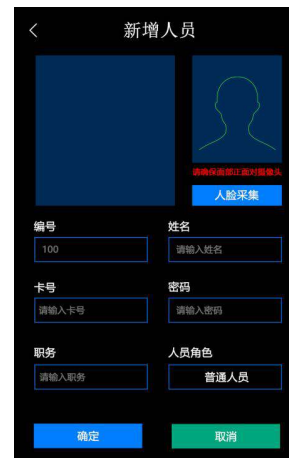 新增人员
请确保面部正面对摄像头
人脸采集
编号 姓名
100 请输入姓名
卡号 密码
请输入卡号 请输入密码
职务 人员角色
请输入职务 普通人员
确定 取消